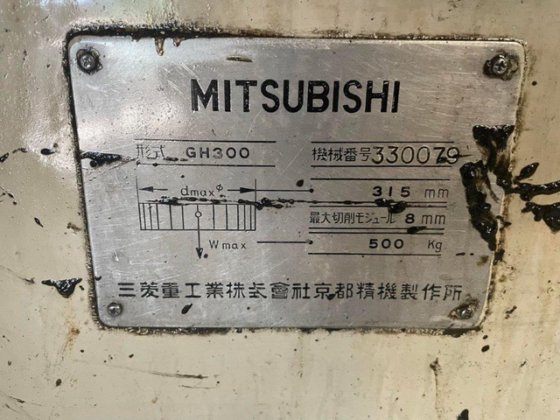 MITSUBISHI
形式 GH300 機械番号 330079
dmaxφ 315 mm
最大切削モジュール 8 mm
Wmax 500 Kg
三菱重工業株式會社京都精機製作所